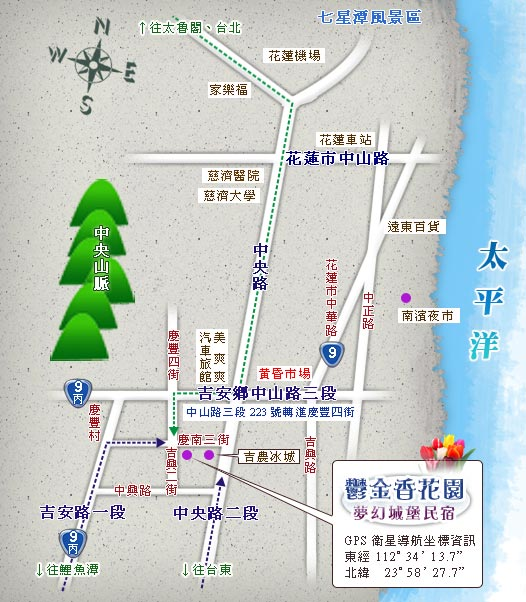 ↑往太魯閣、台北
七星潭風景區
N
W
E
S
花蓮機場
家樂福
花蓮車站
花蓮市中山路
慈濟醫院
慈濟大學
遠東百貨
中央山脈
中央路
花蓮市中華路
中正路
太平洋
南濱夜市
慶豐四街
美爽爽
汽車旅館
9
黃昏市場
9丙
吉安鄉中山路三段
中山路三段 223 號轉進慶豐四街
慶豐村
慶南三街
吉農冰城
吉興二街
吉興路
中興路
吉安路一段
中央路二段
9丙
↓往鯉魚潭
↓往台東
鬱金香花園
夢幻城堡民宿
GPS 衛星導航坐標資訊
東經 112° 34' 13.7"
北緯 23° 58' 27.7"